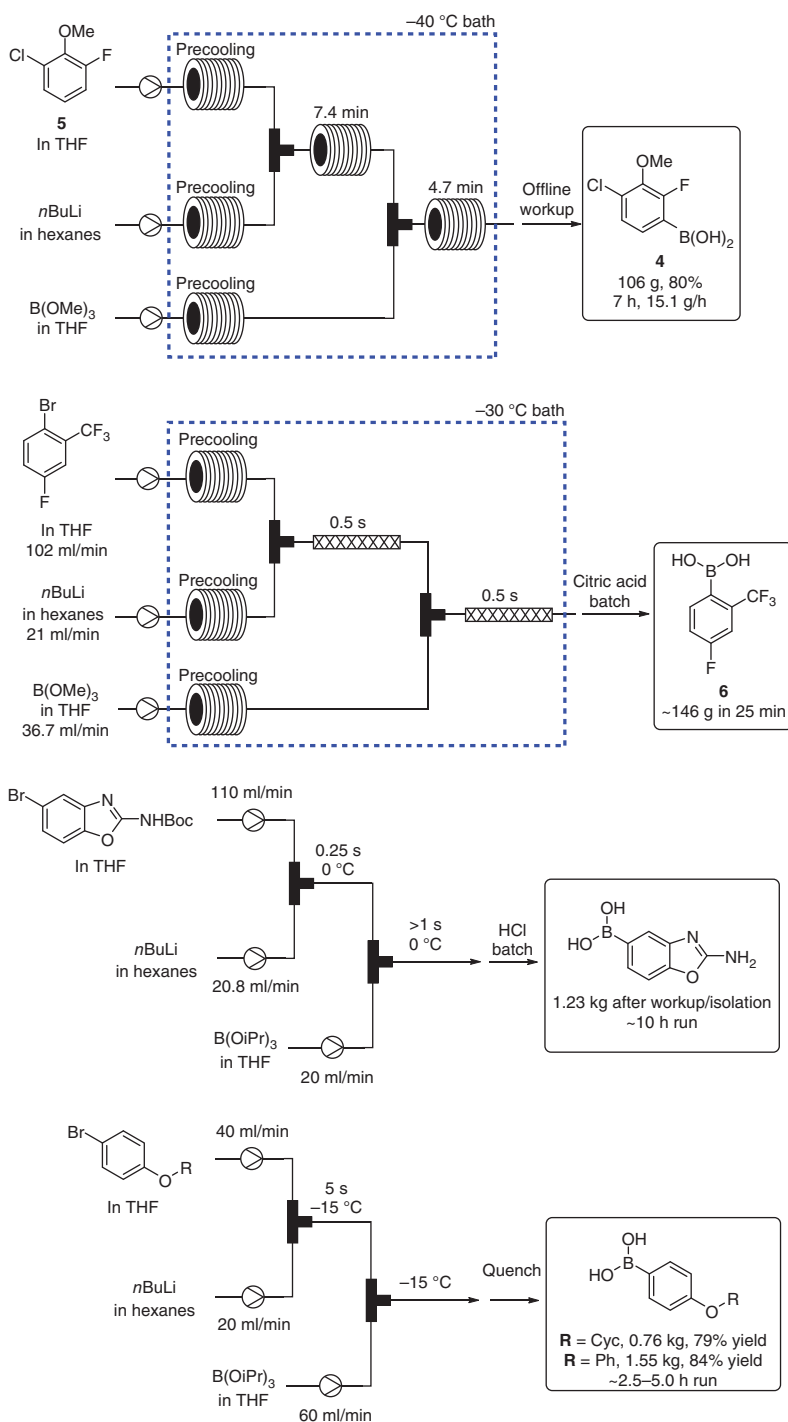 –40 °C bath
OMe
Cl
F
5
In THF
Precooling
7.4 min
Precooling
nBuLi
in hexanes
4.7 min
Offline
workup
Precooling
B(OMe)3
in THF
OMe
Cl
F
B(OH)2
4
106 g, 80%
7 h, 15.1 g/h
–30 °C bath
Br
CF3
F
In THF
102 ml/min
Precooling
0.5 s
Precooling
nBuLi
in hexanes
21 ml/min
0.5 s
Citric acid
batch
Precooling
B(OMe)3
in THF
36.7 ml/min
HO
B
OH
CF3
F
6
~146 g in 25 min
Br
N
O
NHBoc
In THF
110 ml/min
0.25 s
0 °C
nBuLi
in hexanes
20.8 ml/min
>1 s
0 °C
HCl
batch
B(OiPr)3
in THF
20 ml/min
OH
B
HO
N
O
NH2
1.23 kg after workup/isolation
~10 h run
Br
O
R
In THF
40 ml/min
5 s
–15 °C
nBuLi
in hexanes
20 ml/min
–15 °C
Quench
B(OiPr)3
in THF
60 ml/min
OH
B
HO
O
R
R = Cyc, 0.76 kg, 79% yield
R = Ph, 1.55 kg, 84% yield
~2.5–5.0 h run